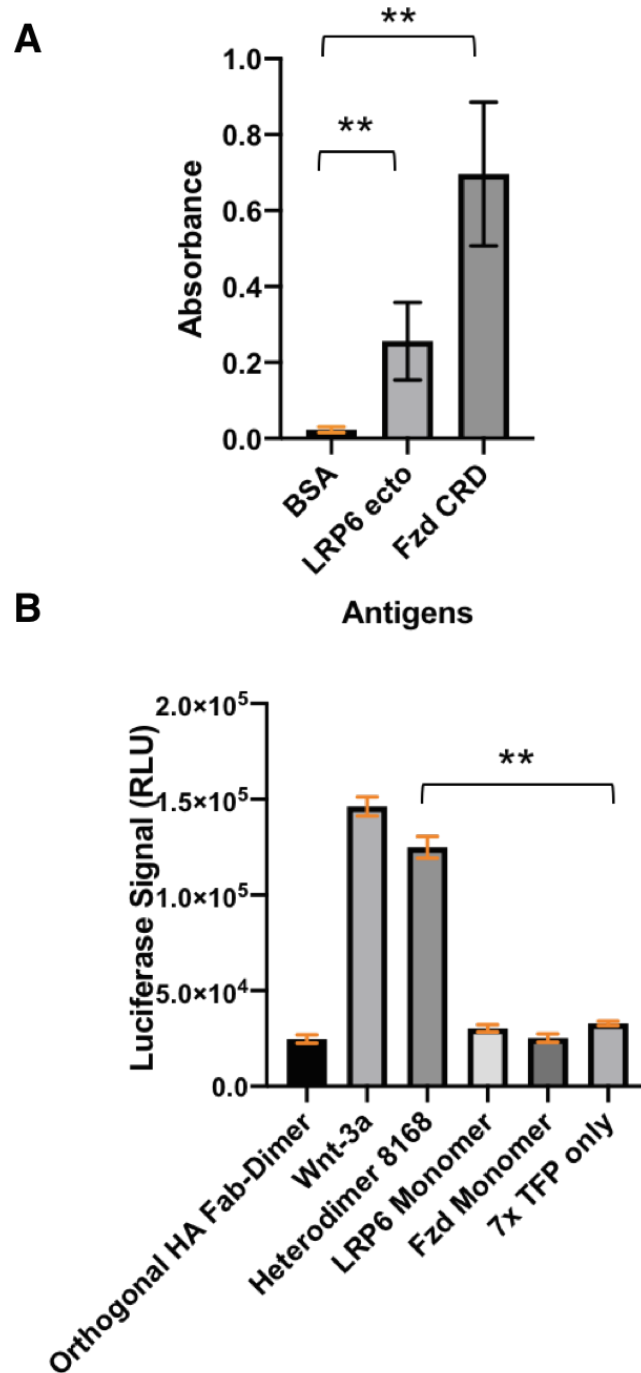 A
**
**
1.0
0.8
0.6
0.4
0.2
0.0
Absorbance
BSA
LRP6 ecto
Fzd CRD
Antigens
B
2.0×10⁵
1.5×10⁵
1.0×10⁵
5.0×10⁴
0.0
Luciferase Signal (RLU)
**
Orthogonal HA Fab-Dimer
Wnt-3a
Heterodimer 8168
LRP6 Monomer
Fzd Monomer
7x TFP only